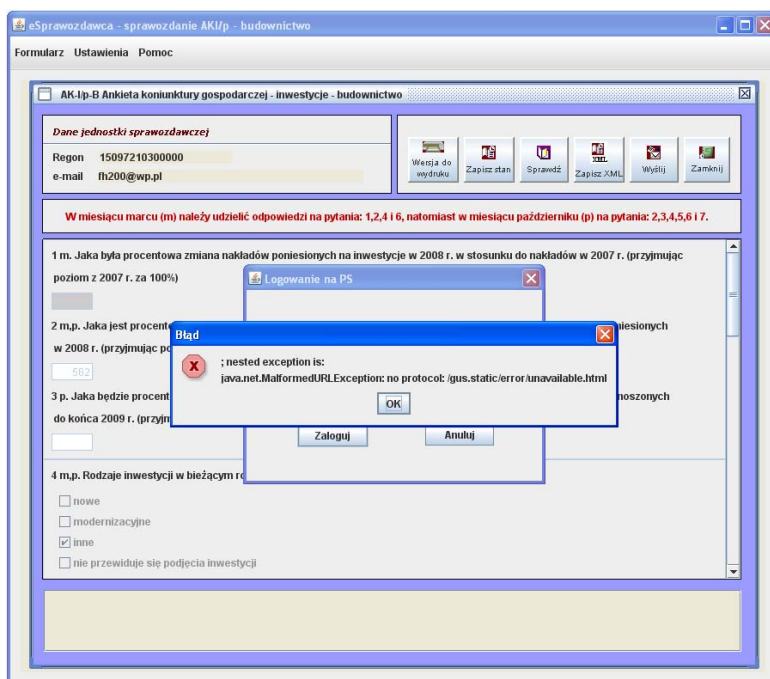 eSprawozdawca - sprawozdanie AKI/p - budownictwo
Formularz Ustawienia Pomoc
AK-I/p-B Ankieta koniunktury gospodarczej - inwestycje - budownictwo
Dane jednostki sprawozdawczej
Regon 15097210300000
e-mail fh200@wp.pl
Wersja do wydruku
Zapisz stan
Sprawdź
XML
Zapisz XML
Wyślij
Zamknij
W miesiącu marcu (m) należy udzielić odpowiedzi na pytania: 1,2,4 i 6, natomiast w miesiącu październiku (p) na pytania: 2,3,4,5,6 i 7.
1 m. Jaka była procentowa zmiana nakładów poniesionych na inwestycje w 2008 r. w stosunku do nakładów w 2007 r. (przyjmując
poziom z 2007 r. za 100%)
Logowanie na PS
2 m,p. Jaka jest procent
w 2008 r. (przyjmując
562
3 p. Jaka będzie procent
noszonych
do końca 2009 r.
Błąd
; nested exception is:
java.net.MalformedURLException: no protocol: /gus.static/error/unavailable.html
OK
Zaloguj
Anuluj
4 m,p. Rodzaje inwestycji w bieżącym
nowe
modernizacyjne
inne
nie przewiduje się podjęcia inwestycji